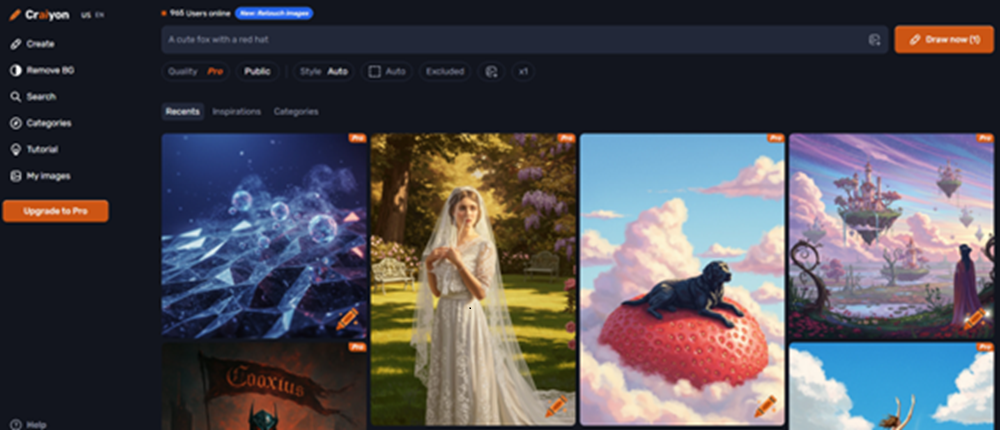 Craiyon US EN
965 Users online New: Retouch Images
A cute fox with a red hat
Draw now (1)
Create
Remove BG
Search
Categories
Tutorial
My images
Upgrade to Pro
Help
Quality Pro Public Style Auto Auto Excluded x1
Recents Inspirations Categories
Pro
Pro
Pro
Pro
Pro
Pro
Cooxtus